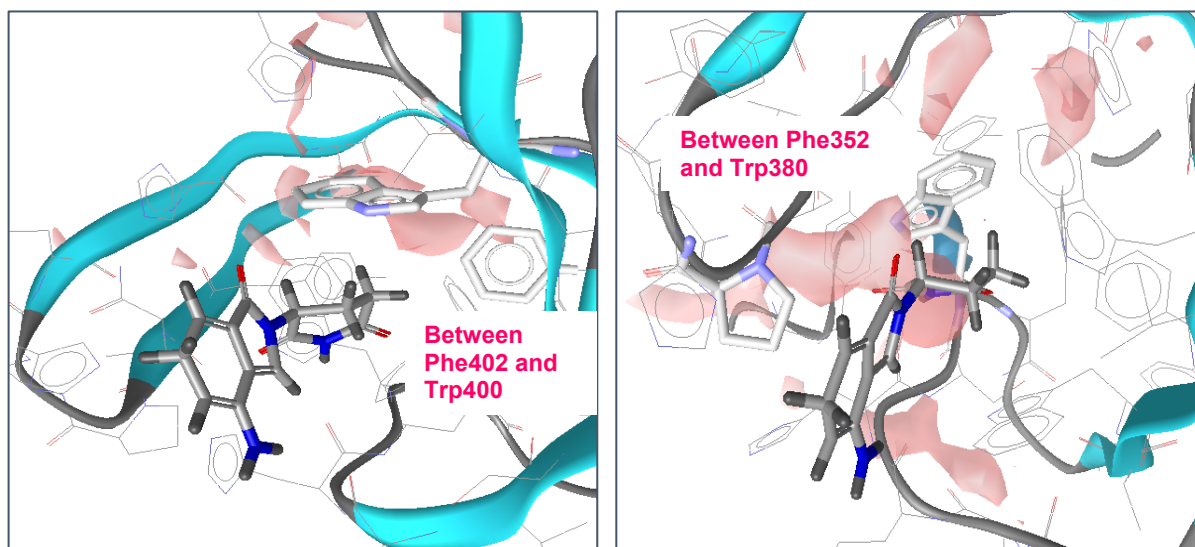 Between
Phe402 and
Trp400
Between Phe352
and Trp380